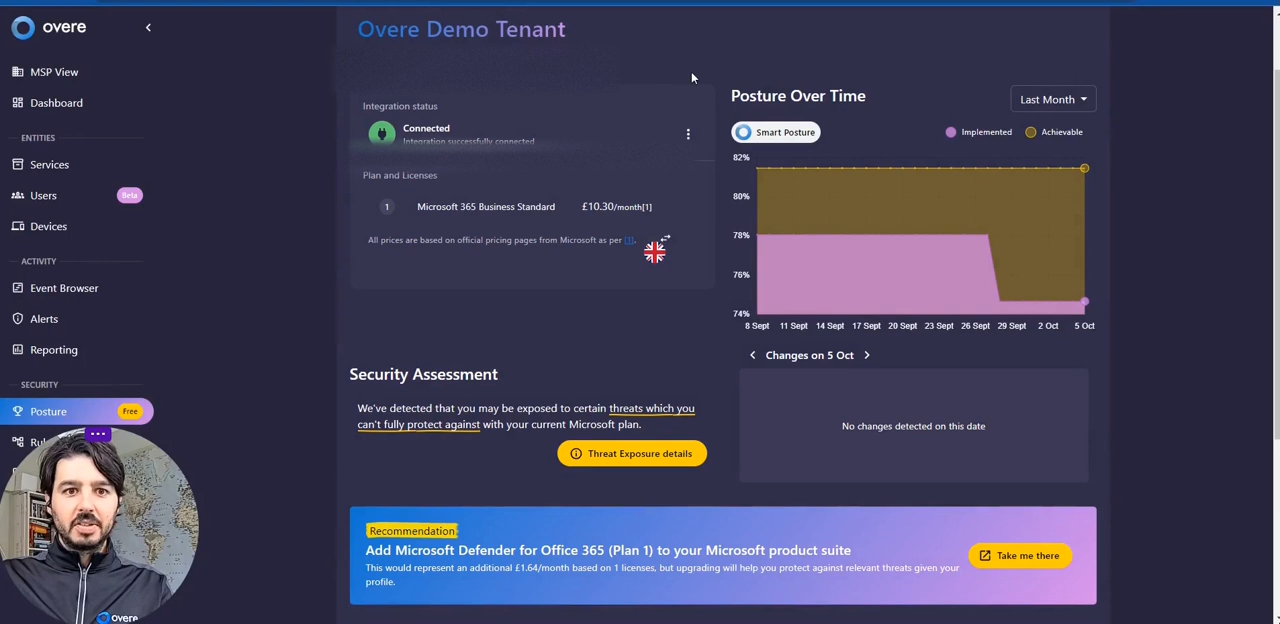 overe
MSP View
Dashboard
ENTITIES
Services
Users
Beta
Devices
ACTIVITY
Event Browser
Alerts
Reporting
SECURITY
Posture
Free
overe
Overe Demo Tenant
Integration status
Connected
Integration successfully connected
Plan and Licenses
1 Microsoft 365 Business Standard £10.30/month[1]
All prices are based on official pricing pages from Microsoft as per [1].
Posture Over Time
Last Month
Smart Posture
Implemented
Achievable
82%
80%
78%
76%
74%
8 Sept 11 Sept 14 Sept 17 Sept 20 Sept 23 Sept 26 Sept 29 Sept 2 Oct 5 Oct
Changes on 5 Oct
No changes detected on this date
Security Assessment
We've detected that you may be exposed to certain threats which you
can't fully protect against with your current Microsoft plan.
Threat Exposure details
Recommendation
Add Microsoft Defender for Office 365 (Plan 1) to your Microsoft product suite
This would represent an additional £1.64/month based on 1 licenses, but upgrading will help you protect against relevant threats given your
profile.
Take me there